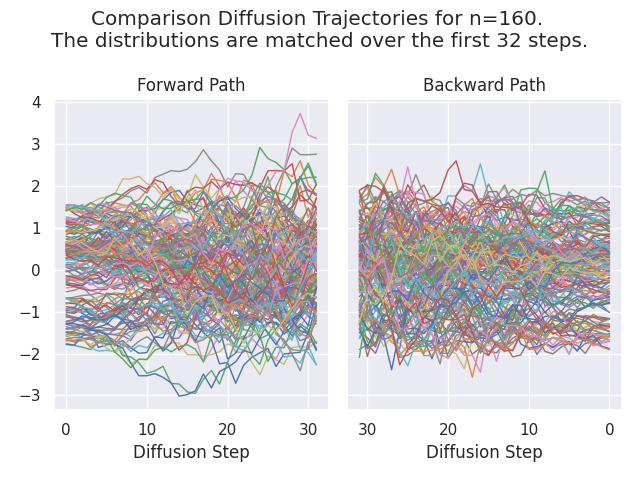 Comparison Diffusion Trajectories for n=160.
The distributions are matched over the first 32 steps.
Forward Path
Backward Path
4
3
2
1
0
−1
−2
−3
0
10
20
30
30
20
10
0
Diffusion Step
Diffusion Step